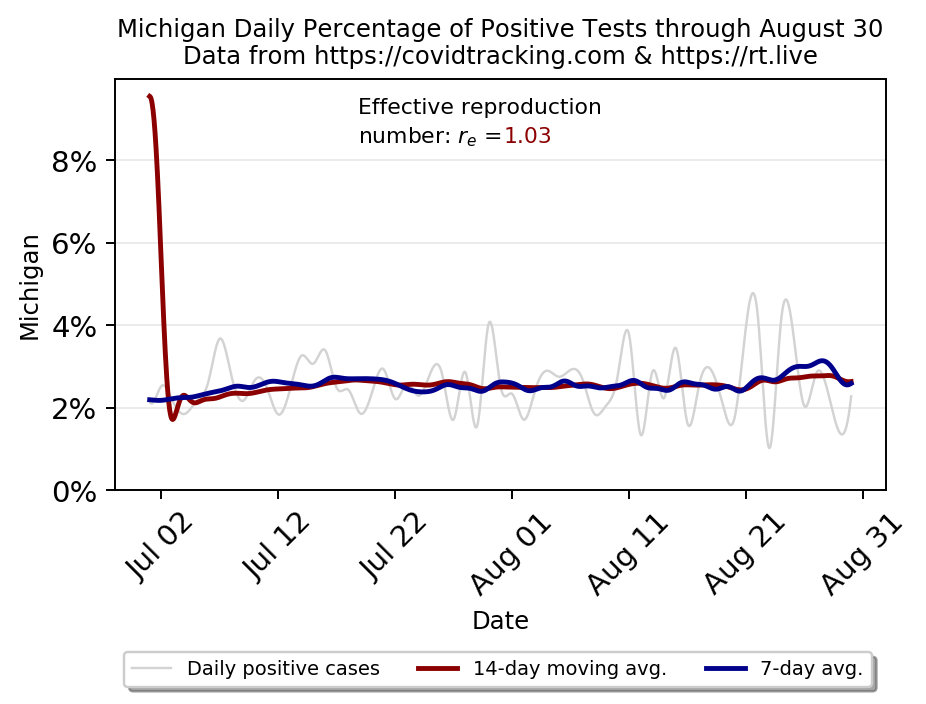 Michigan Daily Percentage of Positive Tests through August 30
Data from https://covidtracking.com & https://rt.live
Effective reproduction
number: rₑ =1.03
8%
6%
4%
2%
0%
Michigan
Jul 02
Jul 12
Jul 22
Aug 01
Aug 11
Aug 21
Aug 31
Date
Daily positive cases
14-day moving avg.
7-day avg.